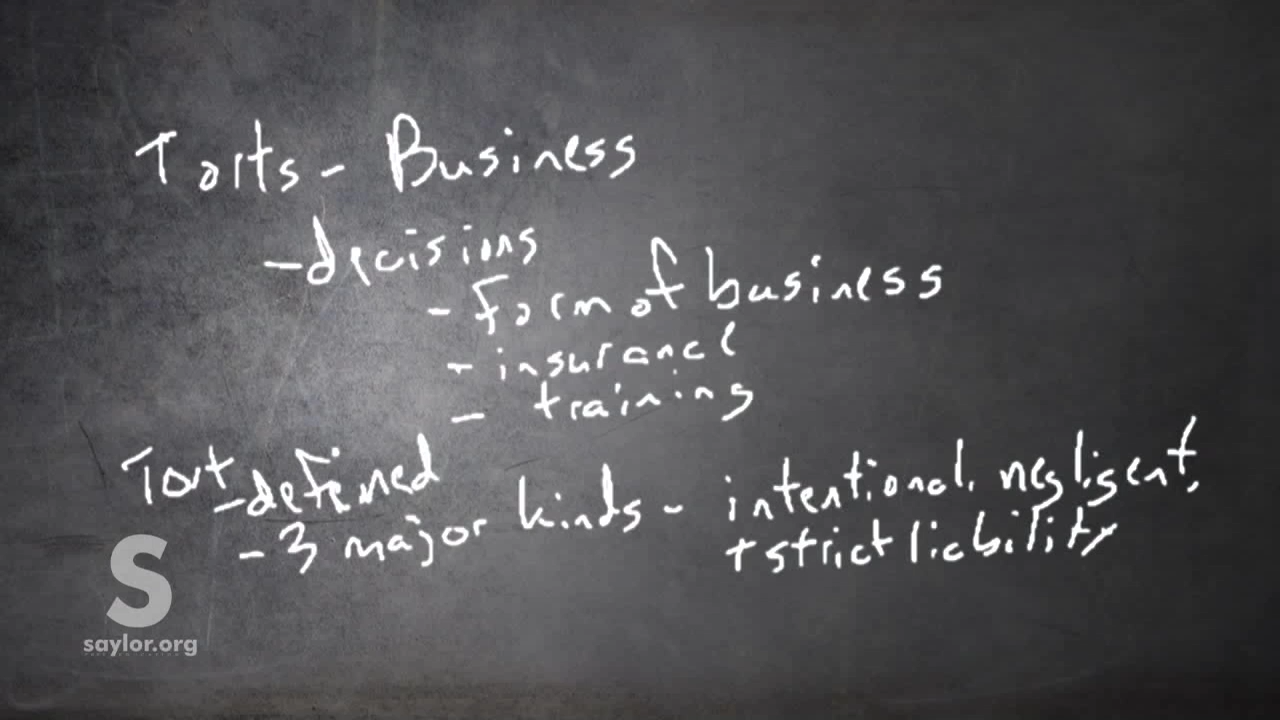 Torts - Business
- decisions
- form of business
- insurance
- training
Tort - defined
- 3 major kinds - intentional, negligent,
+ strict liability
S
saylor.org